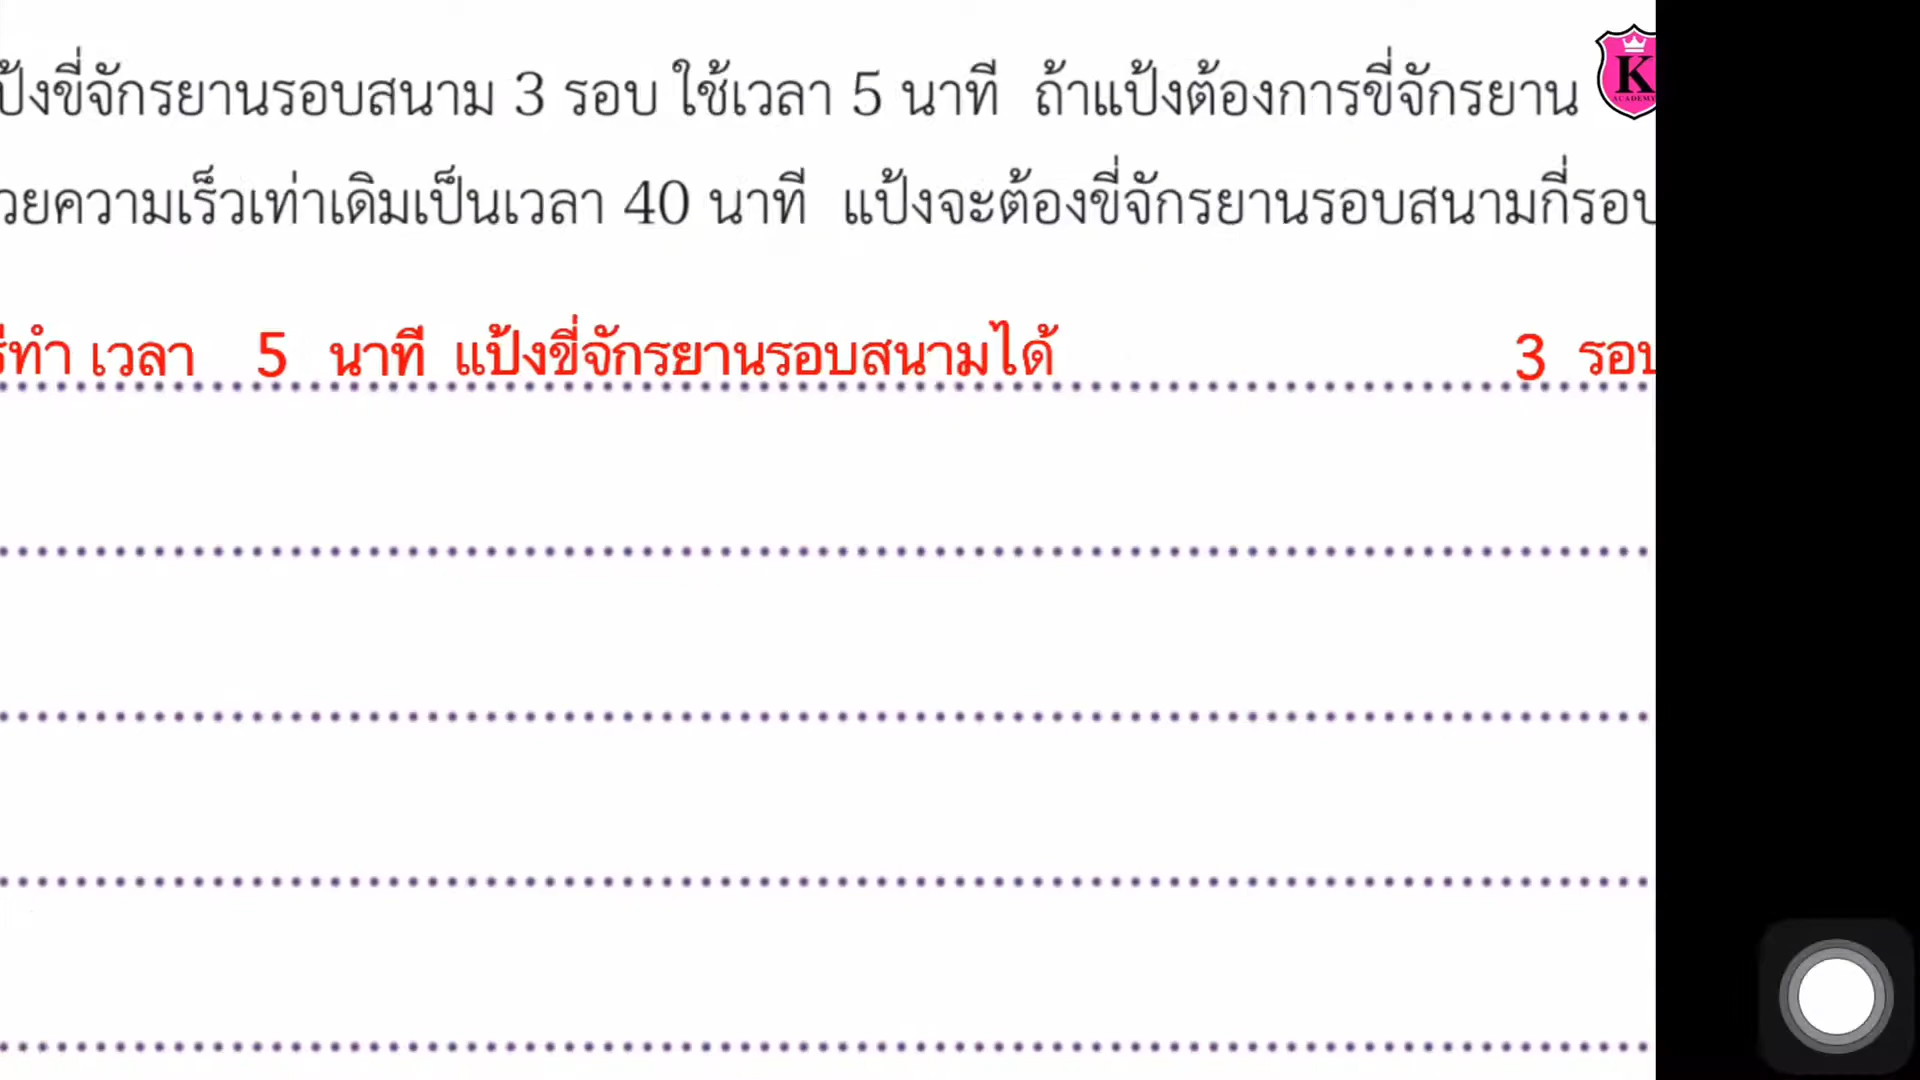 ป้งขี่จักรยานรอบสนาม 3 รอบ ใช้เวลา 5 นาที ถ้าแป้งต้องการขี่จักรยาน
วยความเร็วเท่าเดิมเป็นเวลา 40 นาที แป้งจะต้องขี่จักรยานรอบสนามกี่รอบ
ธีทำ เวลา 5 นาที แป้งขี่จักรยานรอบสนามได้ 3 รอบ
K
ACADEMY